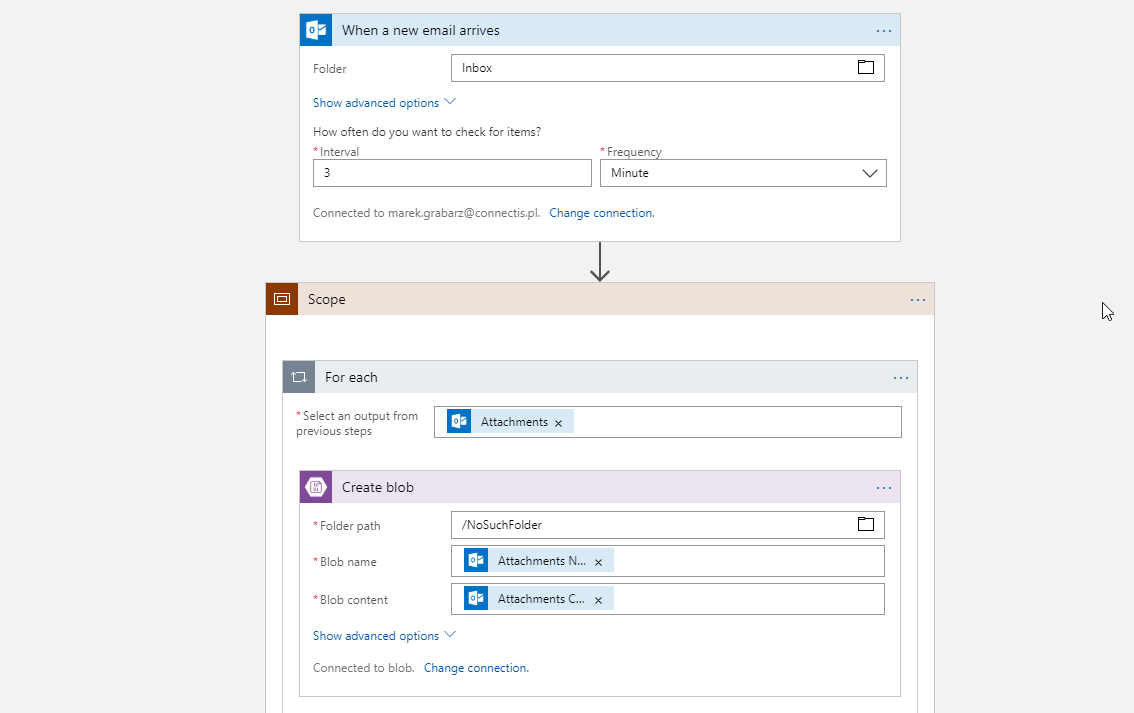 When a new email arrives
...
Folder
Inbox
Show advanced options
How often do you want to check for items?
*Interval
*Frequency
3
Minute
Connected to marek.grabarz@connectis.pl. Change connection.
Scope
...
For each
...
*Select an output from
previous steps
Attachments ×
Create blob
...
*Folder path
/NoSuchFolder
*Blob name
Attachments N... ×
*Blob content
Attachments C... ×
Show advanced options
Connected to blob. Change connection.